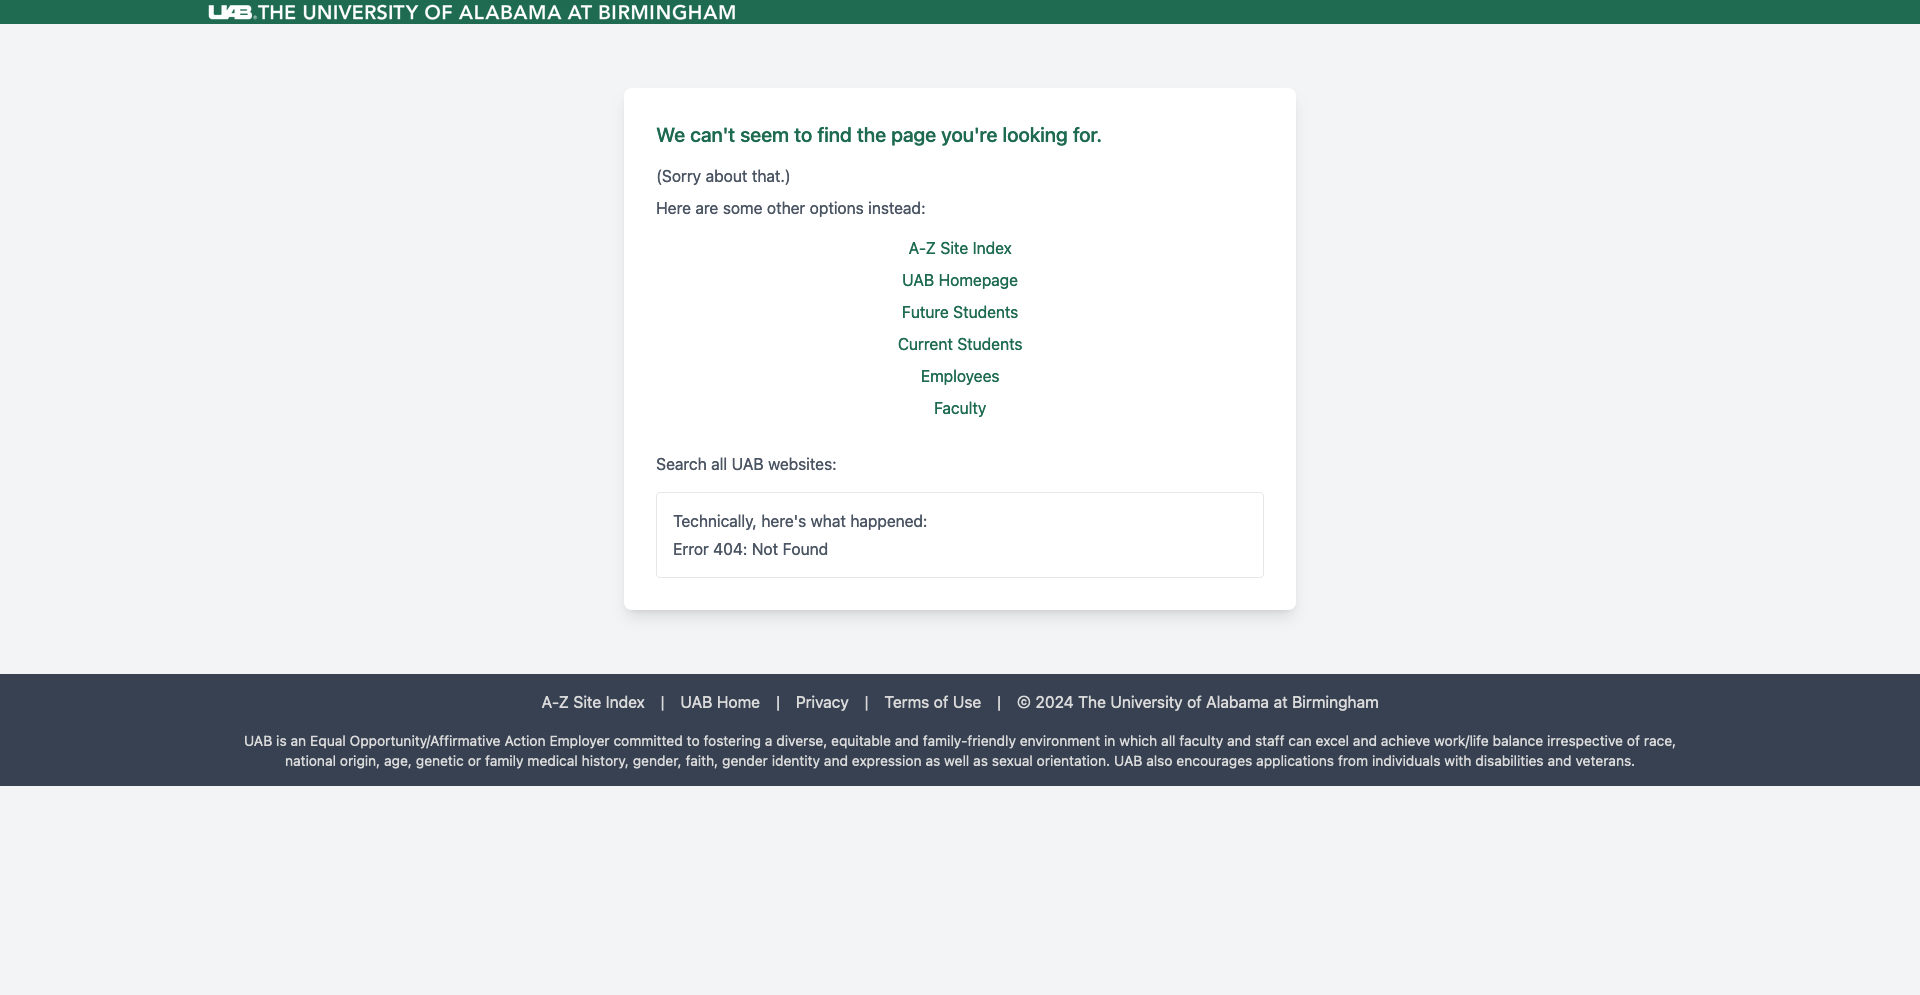 UAB THE UNIVERSITY OF ALABAMA AT BIRMINGHAM
We can't seem to find the page you're looking for.
(Sorry about that.)
Here are some other options instead:
A-Z Site Index
UAB Homepage
Future Students
Current Students
Employees
Faculty
Search all UAB websites:
Technically, here's what happened:
Error 404: Not Found
A-Z Site Index | UAB Home | Privacy | Terms of Use | © 2024 The University of Alabama at Birmingham
UAB is an Equal Opportunity/Affirmative Action Employer committed to fostering a diverse, equitable and family-friendly environment in which all faculty and staff can excel and achieve work/life balance irrespective of race,
national origin, age, genetic or family medical history, gender, faith, gender identity and expression as well as sexual orientation. UAB also encourages applications from individuals with disabilities and veterans.